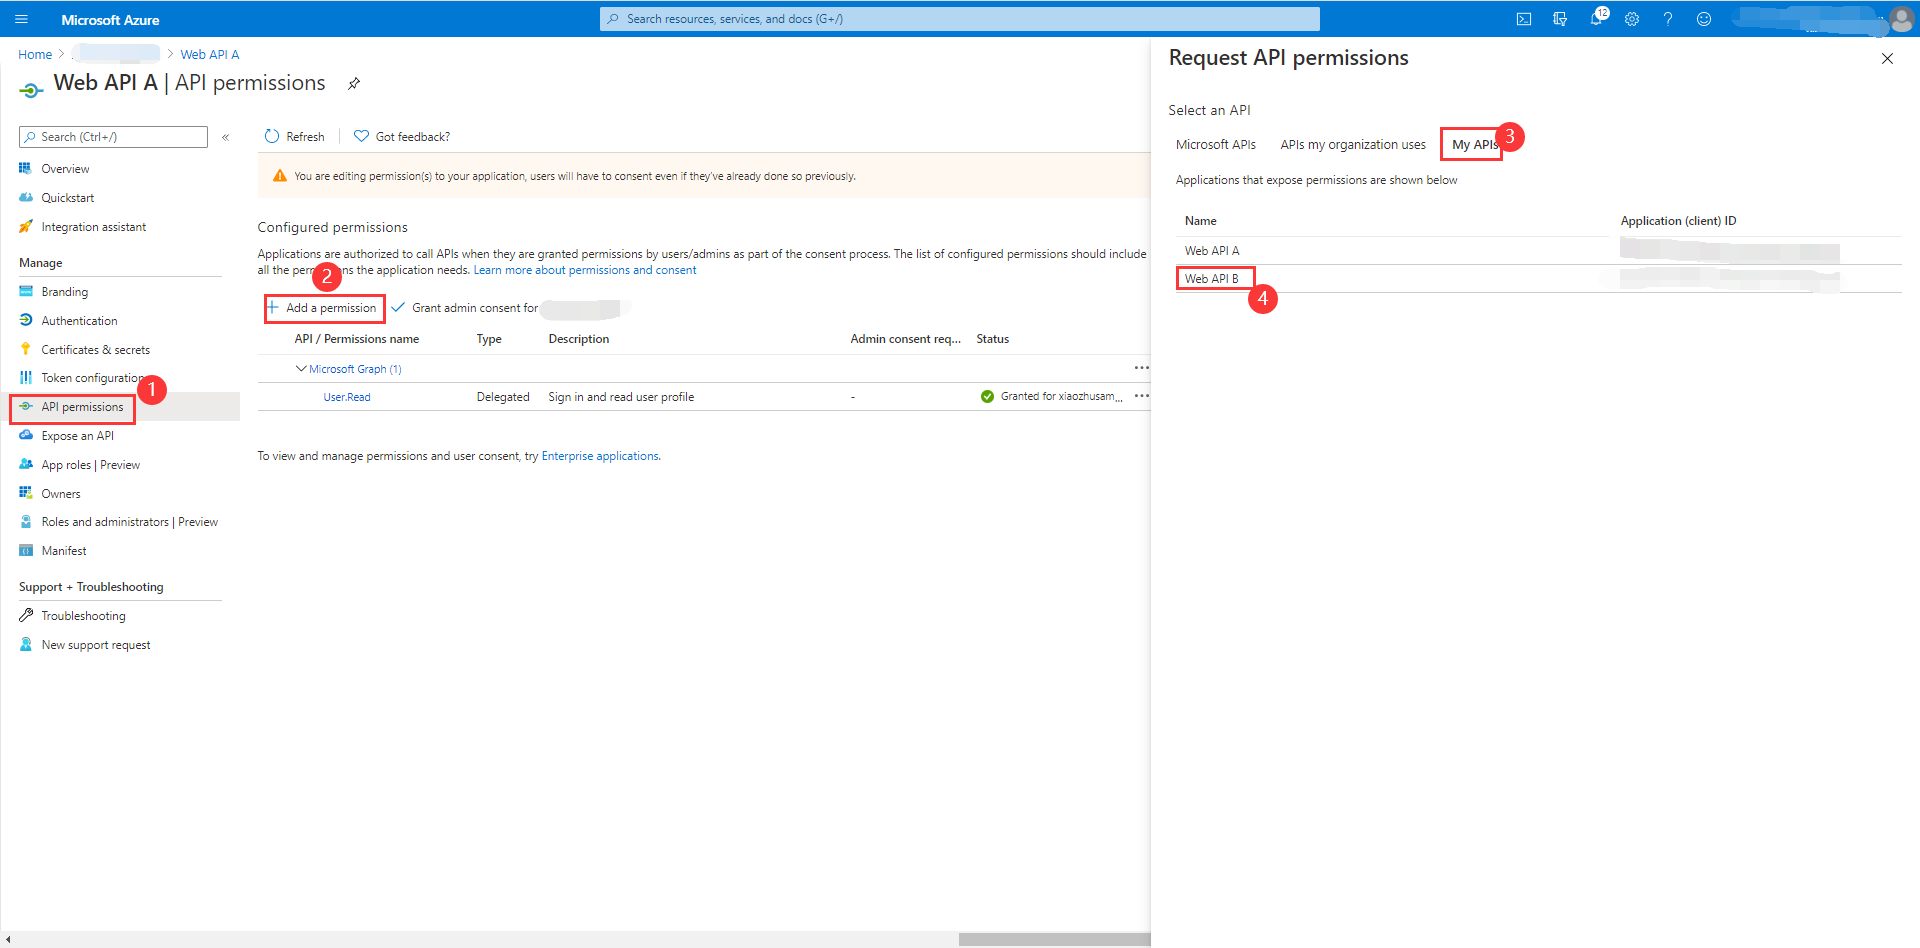 Microsoft Azure
Search resources, services, and docs (G+/)
12
Home > > Web API A
Web API A | API permissions
Search (Ctrl+/)
«
Overview
Quickstart
Integration assistant
Manage
Branding
Authentication
Certificates & secrets
Token configuration
1
API permissions
Expose an API
App roles | Preview
Owners
Roles and administrators | Preview
Manifest
Support + Troubleshooting
Troubleshooting
New support request
Refresh
Got feedback?
You are editing permission(s) to your application, users will have to consent even if they've already done so previously.
Configured permissions
Applications are authorized to call APIs when they are granted permissions by users/admins as part of the consent process. The list of configured permissions should include
all the permissions the application needs. Learn more about permissions and consent
2
Add a permission
Grant admin consent for
API / Permissions name Type Description Admin consent req... Status
Microsoft Graph (1)
User.Read Delegated Sign in and read user profile - Granted for xiaozhusam...
To view and manage permissions and user consent, try Enterprise applications.
Request API permissions
Select an API
Microsoft APIs APIs my organization uses My APIs
3
Applications that expose permissions are shown below
Name Application (client) ID
Web API A
Web API B
4